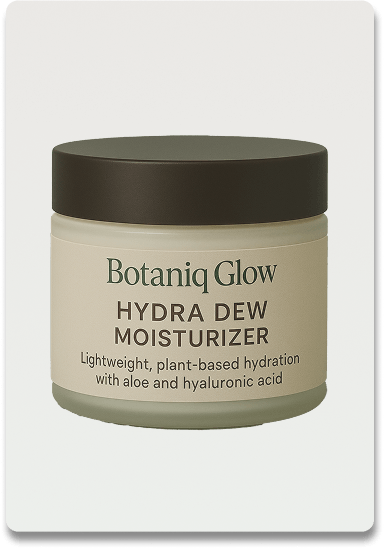 Botaniq Glow
HYDRA DEW
MOISTURIZER
Lightweight, plant-based hydration
with aloe and hyaluronic acid